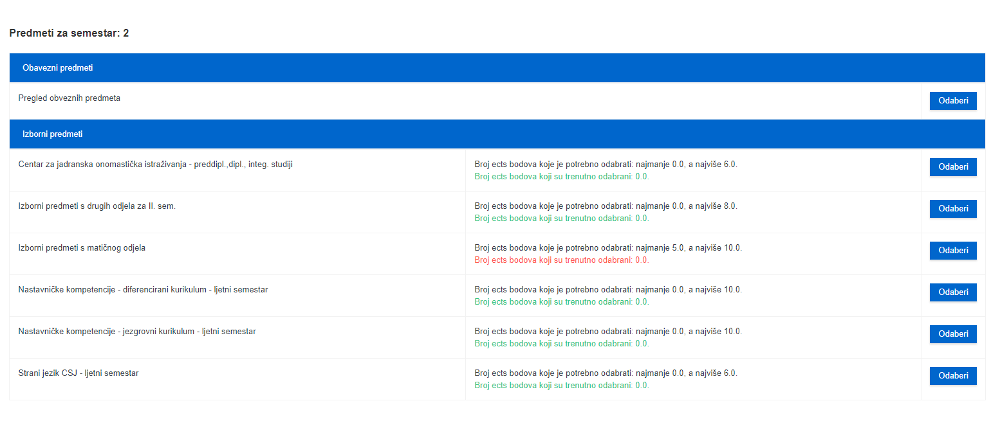 Predmeti za semestar: 2
Obavezni predmeti
Pregled obveznih predmeta
Odaberi
Izborni predmeti
Centar za jadranska onomastička istraživanja - preddipl.,dipl., integ. studiji
Broj ects bodova koje je potrebno odabrati: najmanje 0.0, a najviše 6.0.
Broj ects bodova koji su trenutno odabrani: 0.0.
Odaberi
Izborni predmeti s drugih odjela za II. sem.
Broj ects bodova koje je potrebno odabrati: najmanje 0.0, a najviše 8.0.
Broj ects bodova koji su trenutno odabrani: 0.0.
Odaberi
Izborni predmeti s matičnog odjela
Broj ects bodova koje je potrebno odabrati: najmanje 5.0, a najviše 10.0.
Broj ects bodova koji su trenutno odabrani: 0.0.
Odaberi
Nastavničke kompetencije - diferencirani kurikulum - ljetni semestar
Broj ects bodova koje je potrebno odabrati: najmanje 0.0, a najviše 10.0.
Broj ects bodova koji su trenutno odabrani: 0.0.
Odaberi
Nastavničke kompetencije - jezgrovni kurikulum - ljetni semestar
Broj ects bodova koje je potrebno odabrati: najmanje 0.0, a najviše 10.0.
Broj ects bodova koji su trenutno odabrani: 0.0.
Odaberi
Strani jezik CSJ - ljetni semestar
Broj ects bodova koje je potrebno odabrati: najmanje 0.0, a najviše 6.0.
Broj ects bodova koji su trenutno odabrani: 0.0.
Odaberi